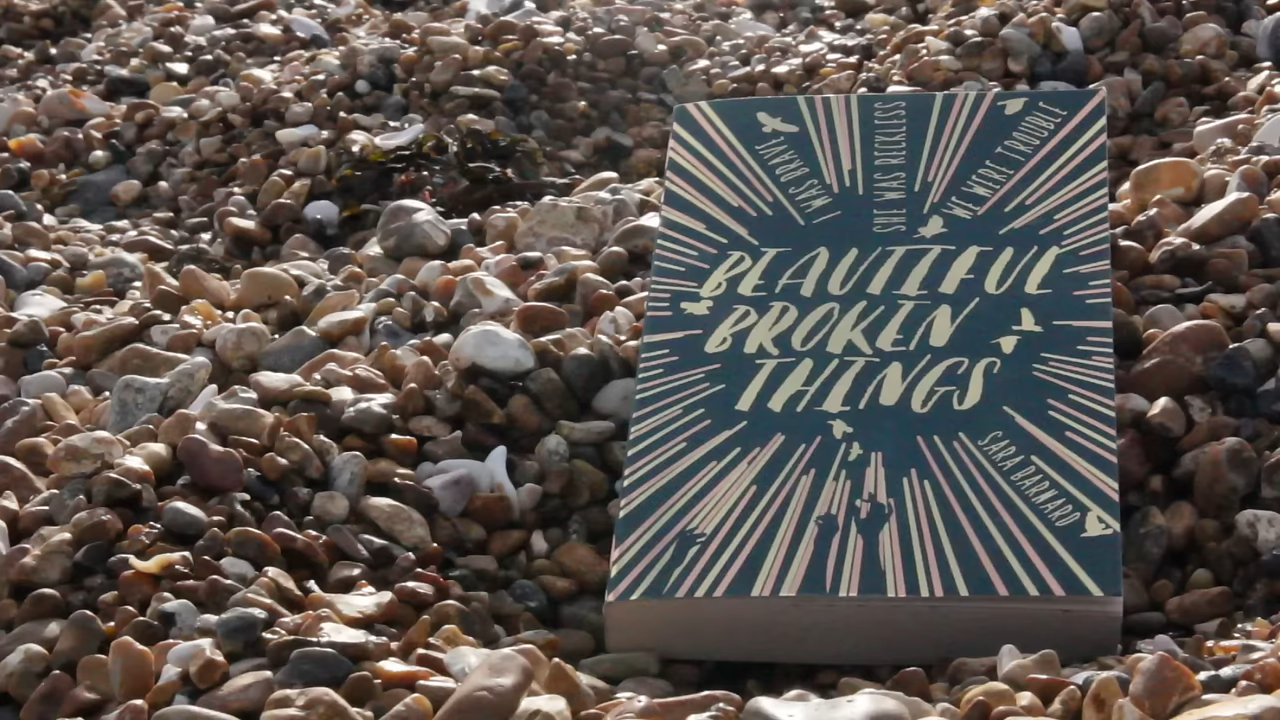 I WAS BRAVE
SHE WAS RECKLESS
WE WERE TROUBLE
BEAUTIFUL
BROKEN
THINGS
SARA BARNARD